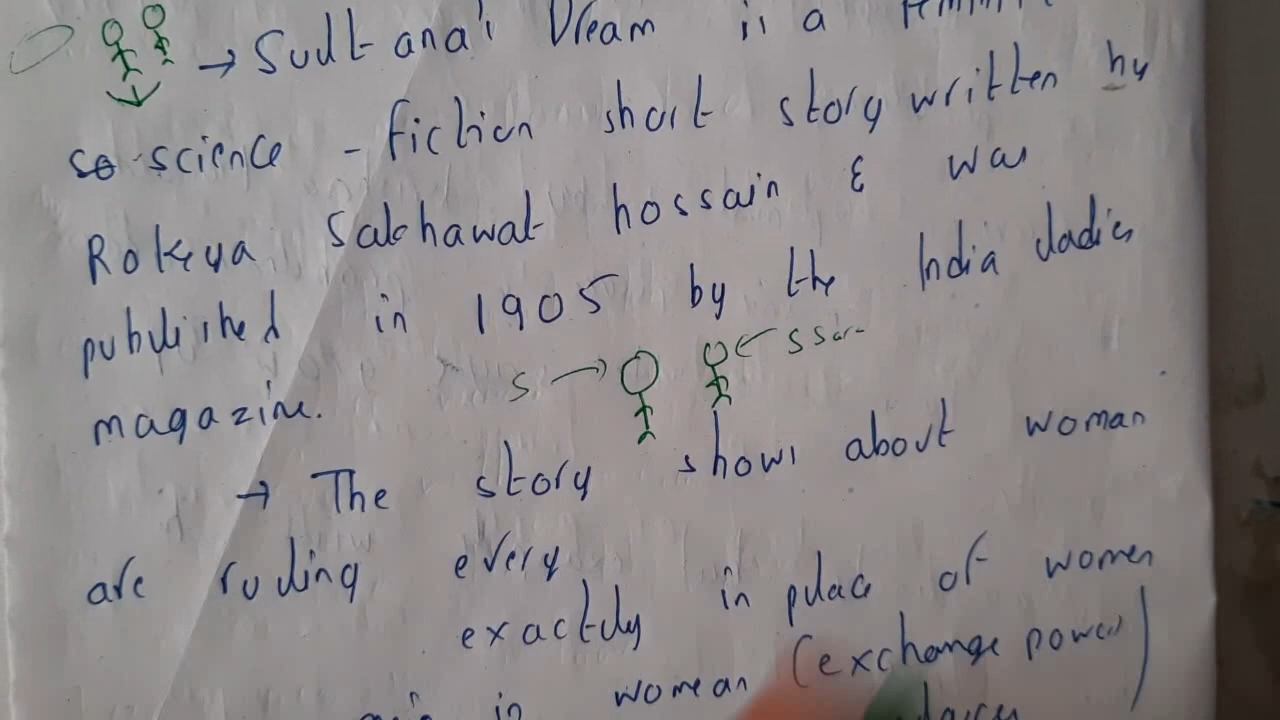 → Sultana's Dream is a
so science - fiction short story written by
Rokeya Sakhawat hossain & was
published in 1905 by the India ladies
magazine.
S →
→ The story shows about woman
are ruling every
exactly in place of women
in woman (exchange power)